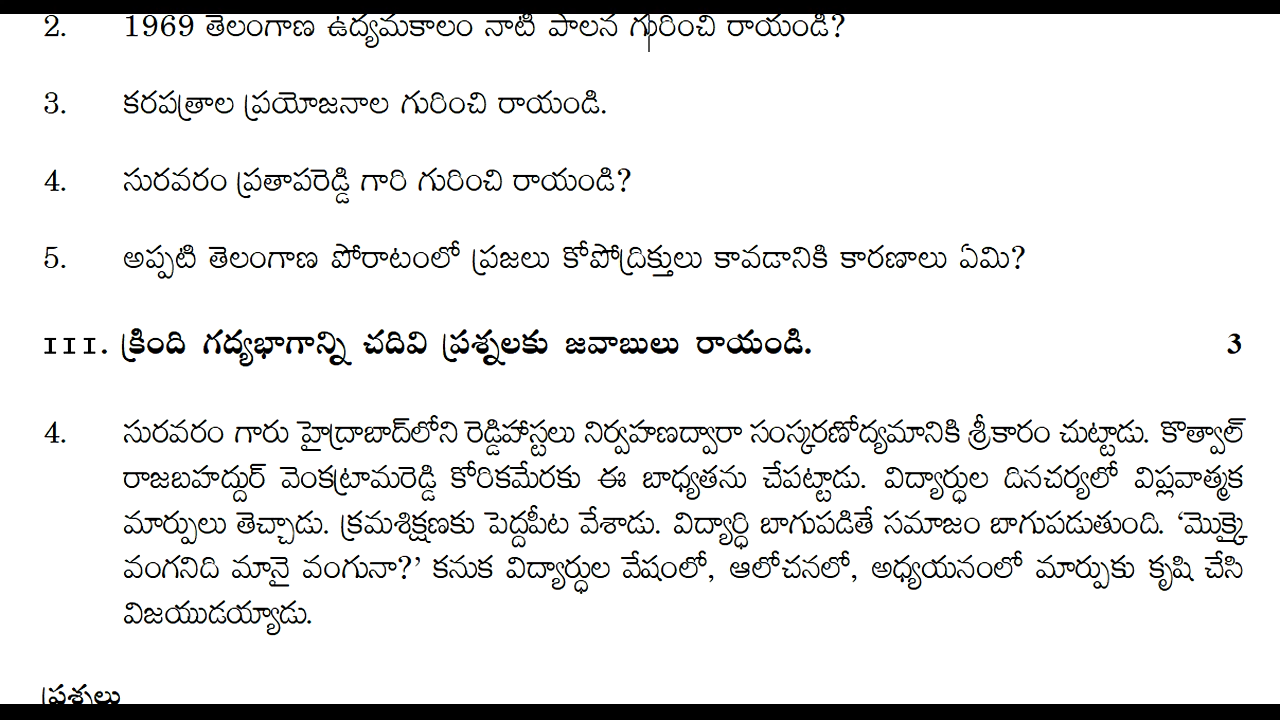 2. 1969 తెలంగాణ ఉద్యమకాలం నాటి పాలన గురించి రాయండి?
3. కరపత్రాల ప్రయోజనాల గురించి రాయండి.
4. సురవరం ప్రతాపరెడ్డి గారి గురించి రాయండి?
5. అప్పటి తెలంగాణ పోరాటంలో ప్రజలు కోపోద్రిక్తులు కావడానికి కారణాలు ఏమి?
III. క్రింది గద్యభాగాన్ని చదివి ప్రశ్నలకు జవాబులు రాయండి. 3
4. సురవరం గారు హైద్రాబాద్‌లోని రెడ్డిహాస్టలు నిర్వహణద్వారా సంస్కరణోద్యమానికి శ్రీకారం చుట్టాడు. కొత్వాల్
రాజబహద్దుర్ వెంకట్రామరెడ్డి కోరికమేరకు ఈ బాధ్యతను చేపట్టాడు. విద్యార్థుల దినచర్యలో విప్లవాత్మక
మార్పులు తెచ్చాడు. క్రమశిక్షణకు పెద్దపీట వేశాడు. విద్యార్థి బాగుపడితే సమాజం బాగుపడుతుంది. ‘మొక్కై
వంగనిది మానై వంగునా?’ కనుక విద్యార్థుల వేషంలో, ఆలోచనలో, అధ్యయనంలో మార్పుకు కృషి చేసి
విజయుడయ్యాడు.
ప్రశ్నలు